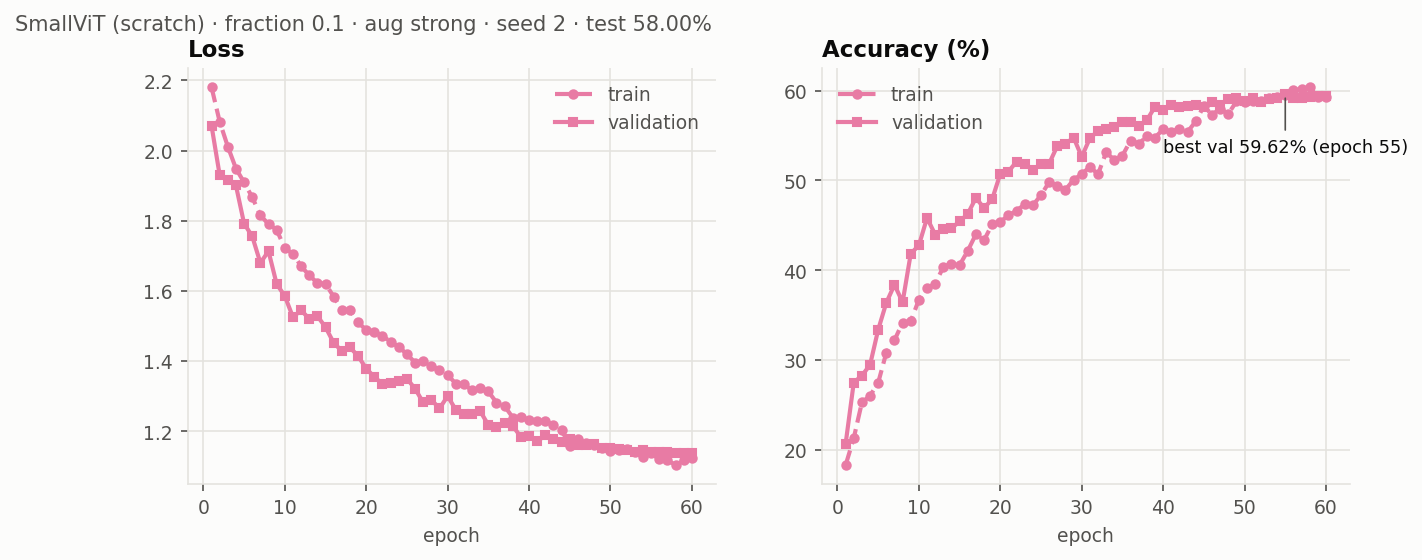 SmallViT (scratch) · fraction 0.1 · aug strong · seed 2 · test 58.00%
Loss
2.2
2.0
1.8
1.6
1.4
1.2
0 10 20 30 40 50 60
epoch
train
validation
Accuracy (%)
60
50
40
30
20
0 10 20 30 40 50 60
epoch
train
validation
best val 59.62% (epoch 55)